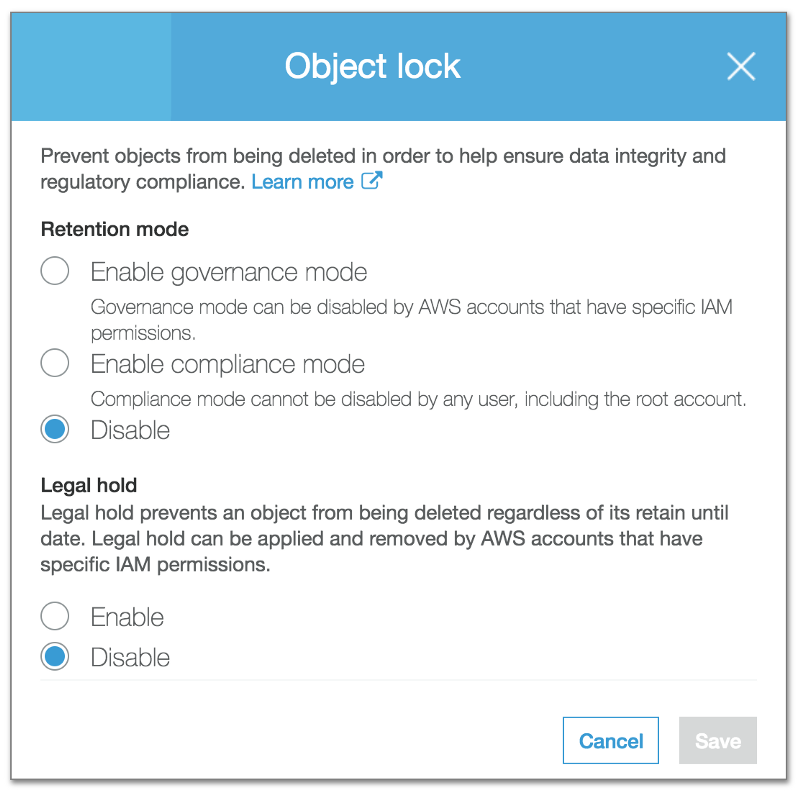 Object lock
Prevent objects from being deleted in order to help ensure data integrity and
regulatory compliance. Learn more
Retention mode
Enable governance mode
Governance mode can be disabled by AWS accounts that have specific IAM
permissions.
Enable compliance mode
Compliance mode cannot be disabled by any user, including the root account.
Disable
Legal hold
Legal hold prevents an object from being deleted regardless of its retain until
date. Legal hold can be applied and removed by AWS accounts that have
specific IAM permissions.
Enable
Disable
Cancel Save